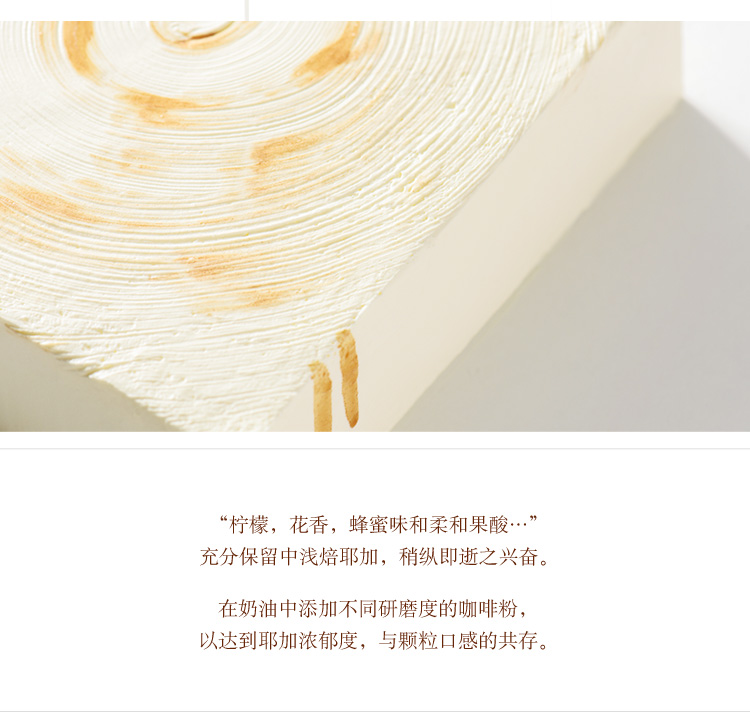 “柠檬，花香，蜂蜜味和柔和果酸…”
充分保留中浅焙耶加，稍纵即逝之兴奋。
在奶油中添加不同研磨度的咖啡粉，
以达到耶加浓郁度，与颗粒口感的共存。